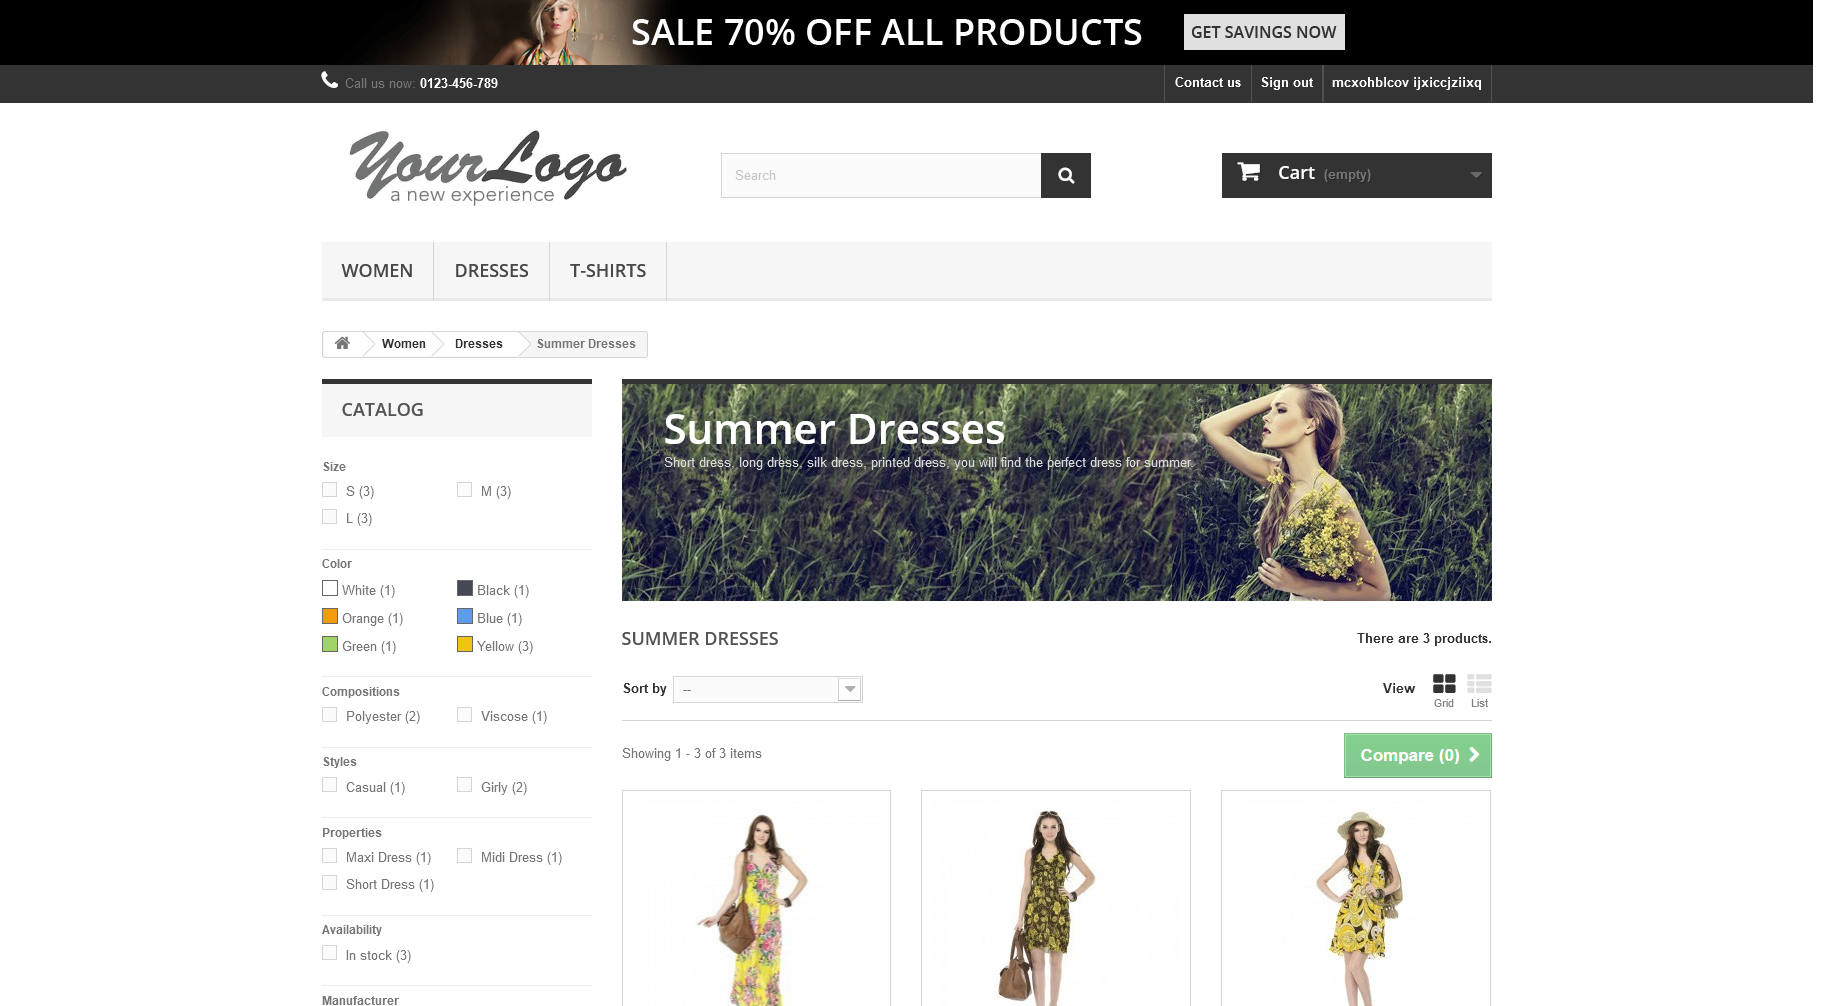 SALE 70% OFF ALL PRODUCTS
GET SAVINGS NOW
Call us now: 0123-456-789
Contact us
Sign out
mcxohblcov ijxiccjziixq
YourLogo
a new experience
Search
Cart (empty)
WOMEN
DRESSES
T-SHIRTS
Women
Dresses
Summer Dresses
CATALOG
Size
S (3)
M (3)
L (3)
Color
White (1)
Black (1)
Orange (1)
Blue (1)
Green (1)
Yellow (3)
Compositions
Polyester (2)
Viscose (1)
Styles
Casual (1)
Girly (2)
Properties
Maxi Dress (1)
Midi Dress (1)
Short Dress (1)
Availability
In stock (3)
Manufacturer
Summer Dresses
Short dress, long dress, silk dress, printed dress, you will find the perfect dress for summer.
SUMMER DRESSES
There are 3 products.
Sort by
--
View
Grid
List
Showing 1 - 3 of 3 items
Compare (0)